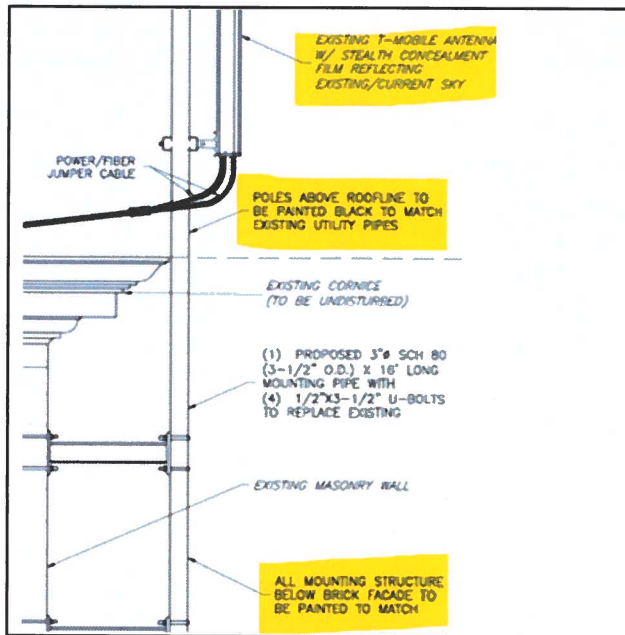 EXISTING T-MOBILE ANTENNA
W/ STEALTH CONCEALMENT
FILM REFLECTING
EXISTING/CURRENT SKY
POWER/FIBER
JUMPER CABLE
POLES ABOVE ROOFLINE TO
BE PAINTED BLACK TO MATCH
EXISTING UTILITY PIPES
EXISTING CORNICE
(TO BE UNDISTURBED)
(1) PROPOSED 3"ø SCH 80
(3-1/2" O.D.) X 16' LONG
MOUNTING PIPE WITH
(4) 1/2"X3-1/2" U-BOLTS
TO REPLACE EXISTING
EXISTING MASONRY WALL
ALL MOUNTING STRUCTURE
BELOW BRICK FACADE TO
BE PAINTED TO MATCH